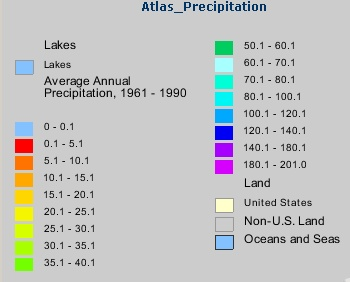 Atlas_Precipitation
Lakes
Lakes
Average Annual
Precipitation, 1961 - 1990
0 - 0.1
0.1 - 5.1
5.1 - 10.1
10.1 - 15.1
15.1 - 20.1
20.1 - 25.1
25.1 - 30.1
30.1 - 35.1
35.1 - 40.1
50.1 - 60.1
60.1 - 70.1
70.1 - 80.1
80.1 - 100.1
100.1 - 120.1
120.1 - 140.1
140.1 - 180.1
180.1 - 201.0
Land
United States
Non-U.S. Land
Oceans and Seas